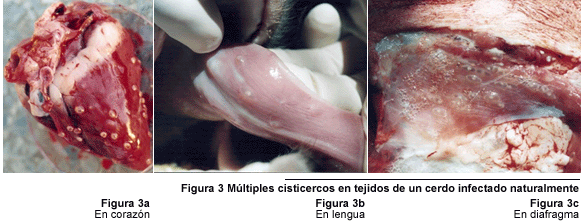 Figura 3 Múltiples cisticercos en tejidos de un cerdo infectado naturalmente
Figura 3a
En corazón
Figura 3b
En lengua
Figura 3c
En diafragma